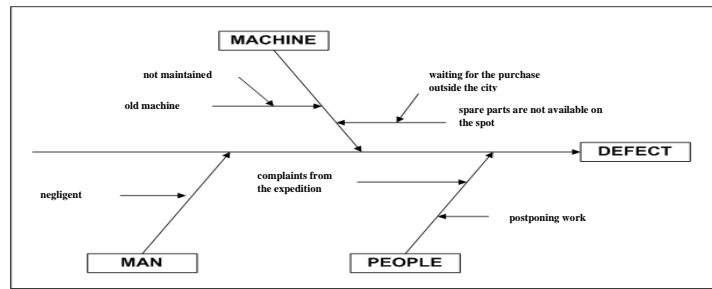 MACHINE
not maintained
waiting for the purchase
outside the city
old machine
spare parts are not available on
the spot
DEFECT
complaints from
the expedition
negligent
postponing work
MAN
PEOPLE